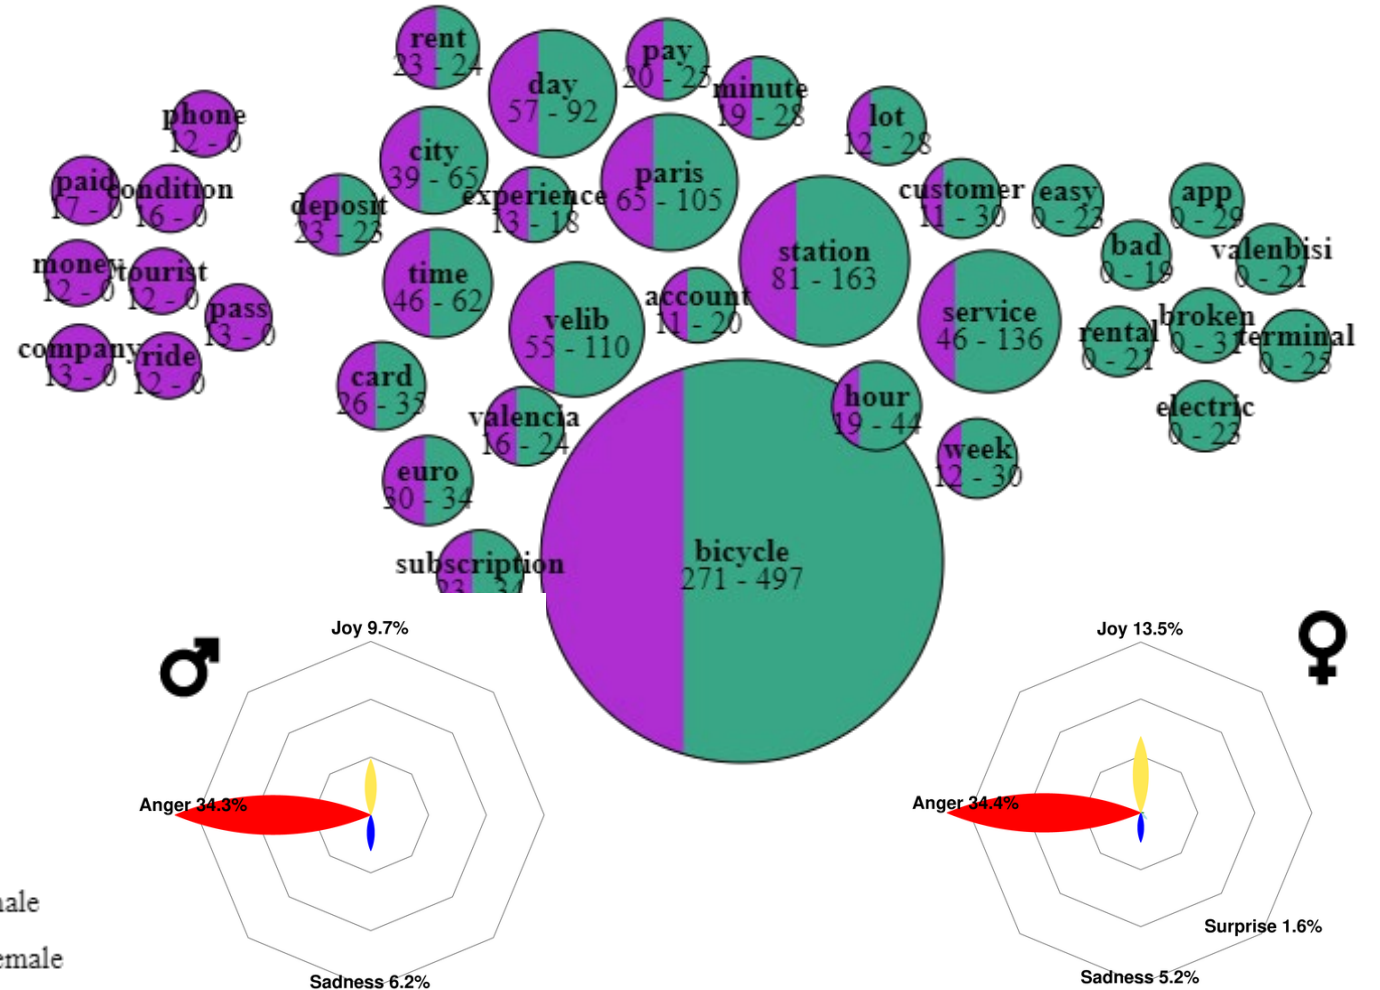 rent
23 - 24
day
57 - 92
pay
20 - 25
minute
19 - 28
lot
12 - 28
phone
12 - 0
city
39 - 65
paris
65 - 105
paid
17 - 0
condition
16 - 0
deposit
23 - 23
experience
13 - 18
customer
11 - 30
easy
0 - 23
app
0 - 29
station
81 - 163
bad
0 - 19
valenbisi
0 - 21
money
12 - 0
tourist
12 - 0
time
46 - 62
pass
13 - 0
account
11 - 20
service
46 - 136
velib
55 - 110
rental
0 - 21
broken
0 - 31
terminal
0 - 25
company
13 - 0
ride
12 - 0
card
26 - 35
hour
19 - 44
valencia
16 - 24
electric
0 - 23
euro
30 - 34
week
12 - 30
subscription
23 - 34
bicycle
271 - 497
Joy 9.7%
Joy 13.5%
Anger 34.3%
Anger 34.4%
ale
Surprise 1.6%
emale
Sadness 6.2%
Sadness 5.2%